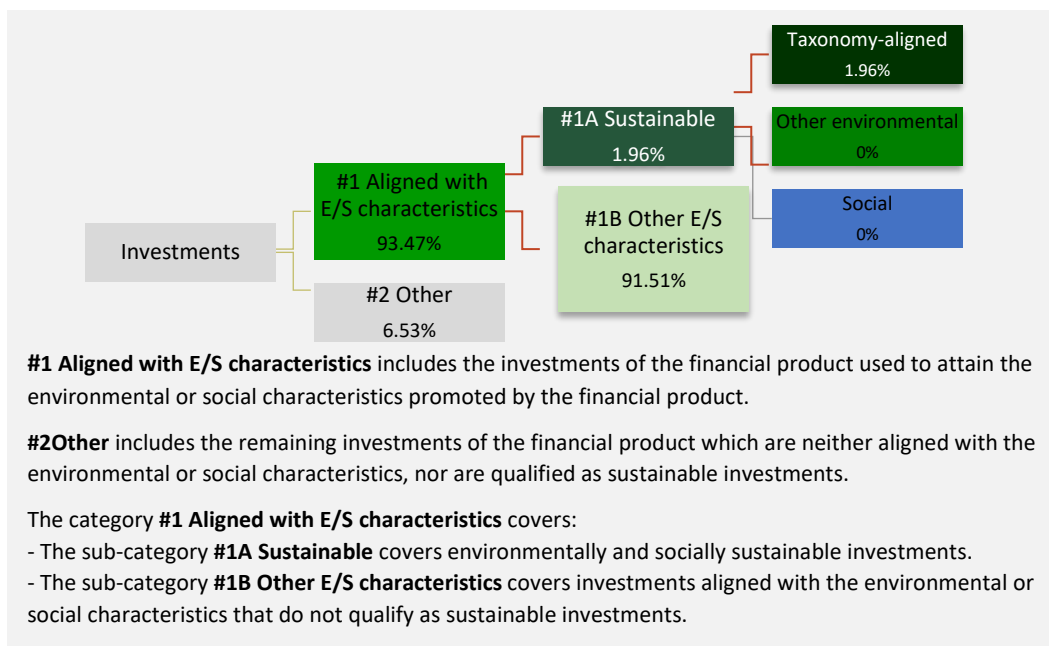 Taxonomy-aligned
1.96%
#1A Sustainable
1.96%
Other environmental
0%
#1 Aligned with
E/S characteristics
93.47%
Social
0%
#1B Other E/S
characteristics
91.51%
Investments
#2 Other
6.53%
#1 Aligned with E/S characteristics includes the investments of the financial product used to attain the
environmental or social characteristics promoted by the financial product.
#2Other includes the remaining investments of the financial product which are neither aligned with the
environmental or social characteristics, nor are qualified as sustainable investments.
The category #1 Aligned with E/S characteristics covers:
- The sub-category #1A Sustainable covers environmentally and socially sustainable investments.
- The sub-category #1B Other E/S characteristics covers investments aligned with the environmental or
social characteristics that do not qualify as sustainable investments.